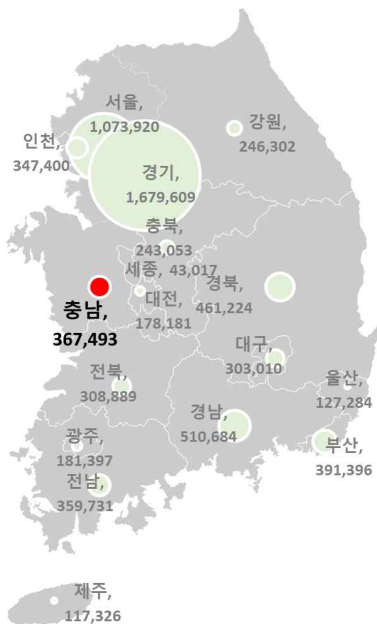 서울,
1,073,920
강원,
246,302
인천,
347,400
경기,
1,679,609
충북,
243,053
세종, 43,017
경북,
461,224
대전,
178,181
충남,
367,493
대구,
303,010
전북,
308,889
울산,
127,284
경남,
510,684
광주,
181,397
부산,
391,396
전남,
359,731
제주,
117,326